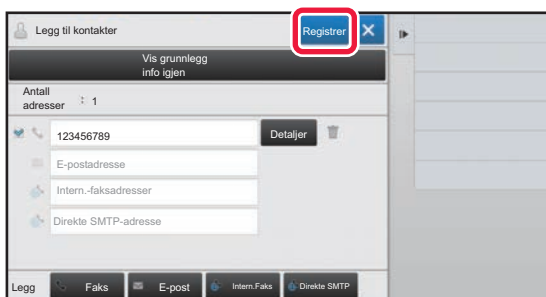 Legg til kontakter
Registrer
Vis grunnlegg
info igjen
Antall
adresser : 1
123456789 Detaljer
E-postadresse
Intern.-faksadresser
Direkte SMTP-adresse
Legg Faks E-post Intern.Faks Direkte SMTP